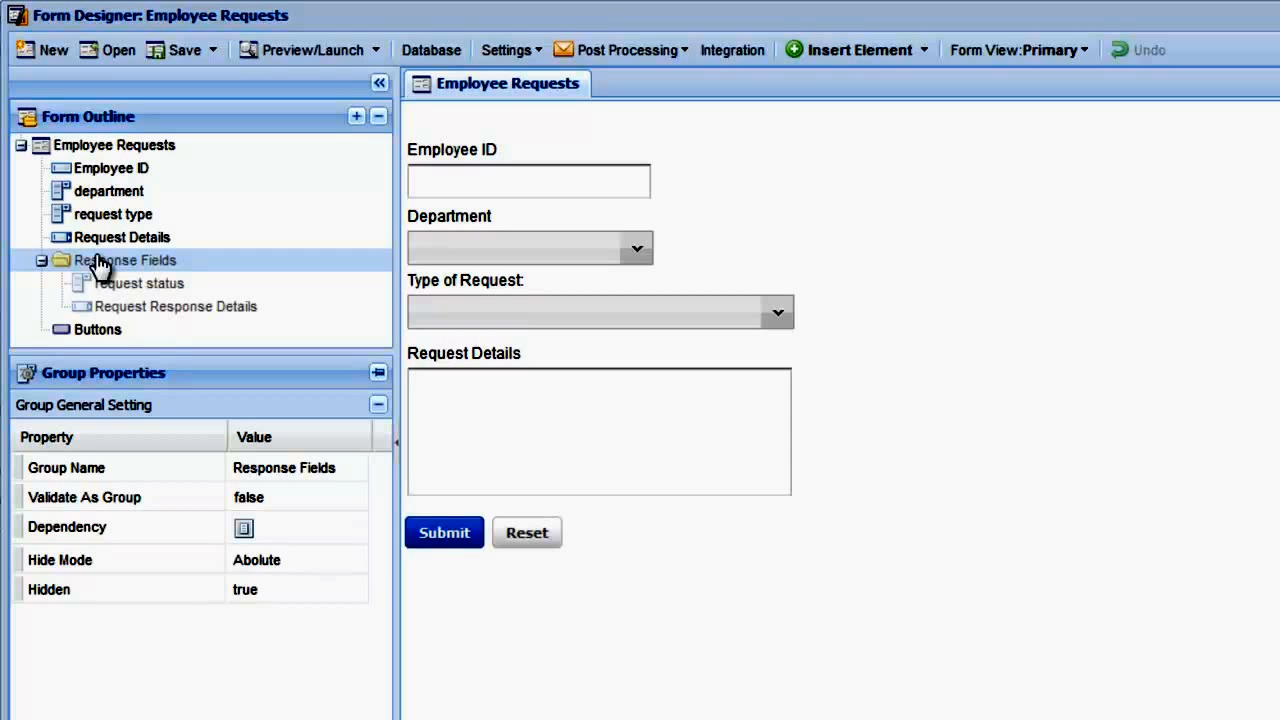 Form Designer: Employee Requests
New Open Save Preview/Launch Database Settings Post Processing Integration Insert Element Form View:Primary Undo
Form Outline
Employee Requests
Employee ID
department
request type
Request Details
Response Fields
request status
Request Response Details
Buttons
Group Properties
Group General Setting
Property Value
Group Name Response Fields
Validate As Group false
Dependency
Hide Mode Abolute
Hidden true
Employee Requests
Employee ID
Department
Type of Request:
Request Details
Submit Reset